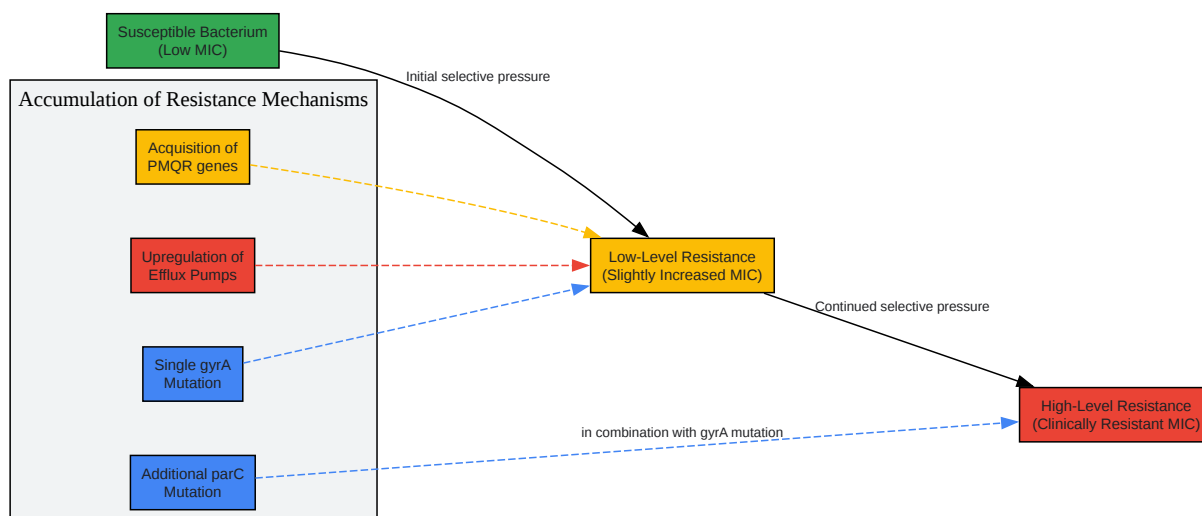 Susceptible Bacterium
(Low MIC)
Initial selective pressure
Accumulation of Resistance Mechanisms
Acquisition of
PMQR genes
Upregulation of
Efflux Pumps
Low-Level Resistance
(Slightly Increased MIC)
Continued selective pressure
Single gyrA
Mutation
High-Level Resistance
(Clinically Resistant MIC)
in combination with gyrA mutation
Additional parC
Mutation